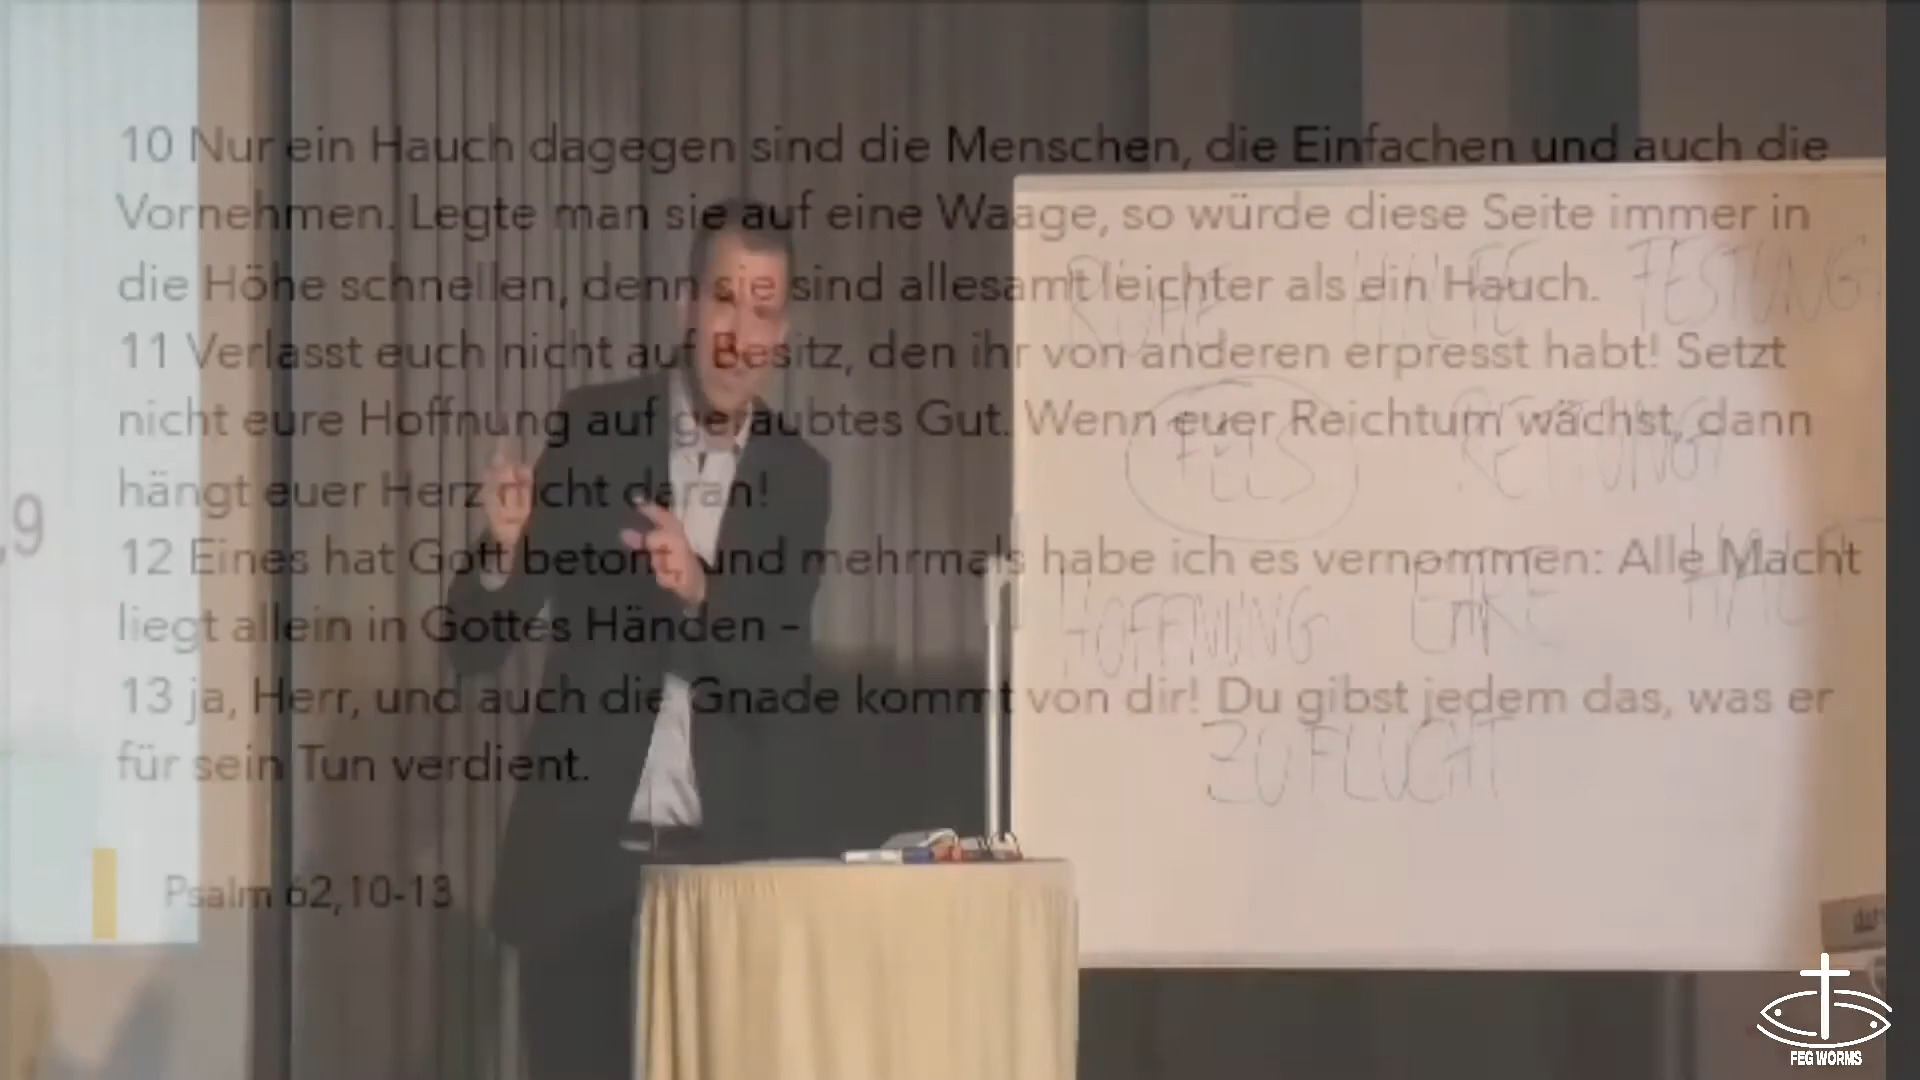 10 Nur ein Hauch dagegen sind die Menschen, die Einfachen und auch die
Vornehmen. Legte man sie auf eine Waage, so würde diese Seite immer in
die Höhe schnellen, denn sie sind allesamt leichter als ein Hauch.
11 Verlasst euch nicht auf Besitz, den ihr von anderen erpresst habt! Setzt
nicht eure Hoffnung auf geraubtes Gut. Wenn euer Reichtum wächst, dann
hängt euer Herz nicht daran!
12 Eines hat Gott betont, und mehrmals habe ich es vernommen: Alle Macht
liegt allein in Gottes Händen –
13 ja, Herr, und auch die Gnade kommt von dir! Du gibst jedem das, was er
für sein Tun verdient.
Psalm 62,10-13
,9
RUHE HILFE FESTUNG
FELS RETTUNG
HOFFNUNG EHRE
ZUFLUCHT
FEG WORMS